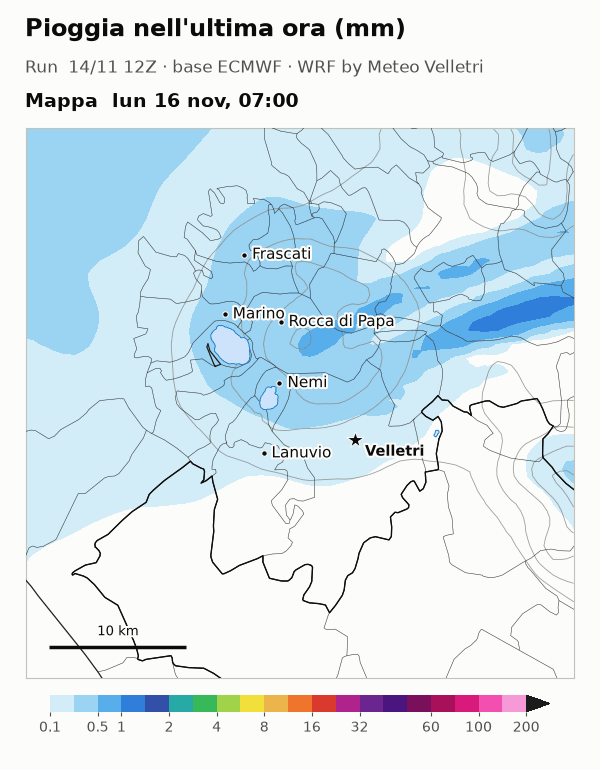 Pioggia nell'ultima ora (mm)
Run  14/11 12Z · base ECMWF · WRF by Meteo Velletri
Mappa  lun 16 nov, 07:00
Frascati
Marino
Rocca di Papa
Nemi
Velletri
Lanuvio
10 km
0.1 0.5 1 2 4 8 16 32 60 100 200